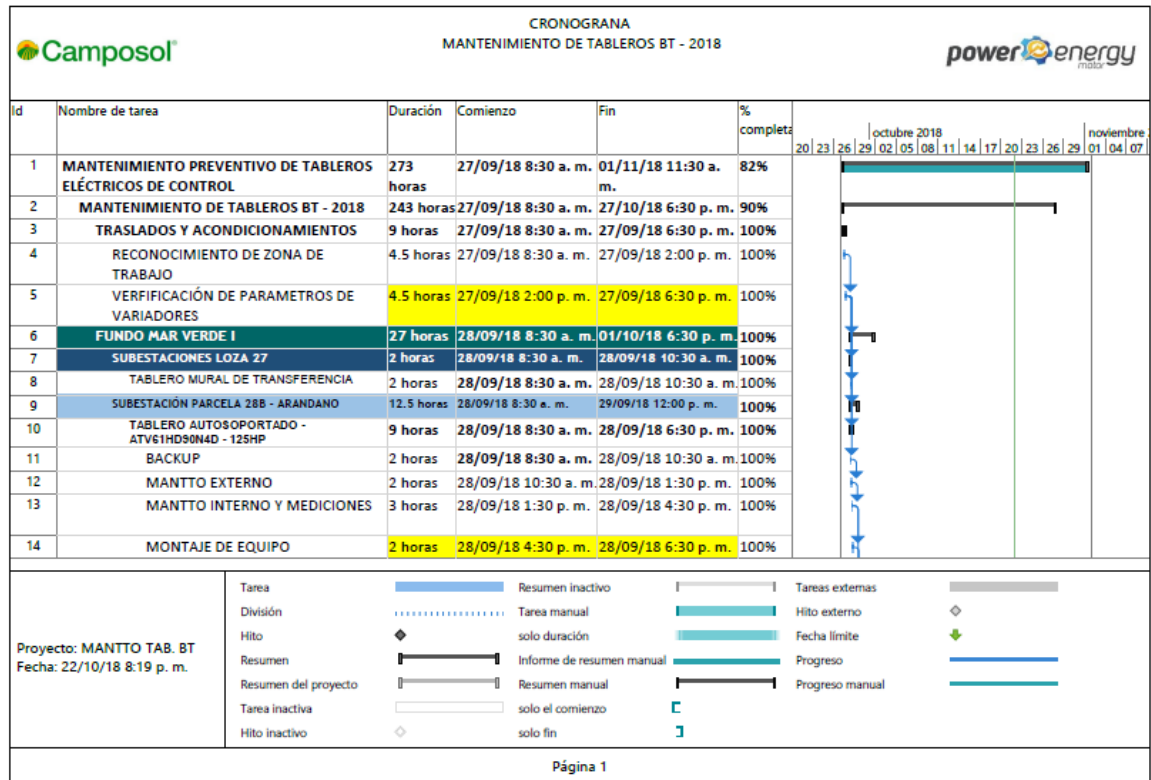 CRONOGRANA
MANTENIMIENTO DE TABLEROS BT - 2018
Camposol
power energy
motor
Id Nombre de tarea Duración Comienzo Fin %
completa
octubre 2018 noviembre
20 23 26 29 02 05 08 11 14 17 20 23 26 29 01 04 07
1 MANTENIMIENTO PREVENTIVO DE TABLEROS 273 27/09/18 8:30 a. m. 01/11/18 11:30 a. 82%
ELÉCTRICOS DE CONTROL horas m.
2 MANTENIMIENTO DE TABLEROS BT - 2018 243 horas 27/09/18 8:30 a. m. 27/10/18 6:30 p. m. 90%
3 TRASLADOS Y ACONDICIONAMIENTOS 9 horas 27/09/18 8:30 a. m. 27/09/18 6:30 p. m. 100%
4 RECONOCIMIENTO DE ZONA DE 4.5 horas 27/09/18 8:30 a. m. 27/09/18 2:00 p. m. 100%
TRABAJO
5 VERFIFICACIÓN DE PARAMETROS DE 4.5 horas 27/09/18 2:00 p. m. 27/09/18 6:30 p. m. 100%
VARIADORES
6 FUNDO MAR VERDE I 27 horas 28/09/18 8:30 a. m. 01/10/18 6:30 p. m. 100%
7 SUBESTACIONES LOZA 27 2 horas 28/09/18 8:30 a. m. 28/09/18 10:30 a. m. 100%
8 TABLERO MURAL DE TRANSFERENCIA 2 horas 28/09/18 8:30 a. m. 28/09/18 10:30 a. m. 100%
9 SUBESTACIÓN PARCELA 28B - ARANDANO 12.5 horas 28/09/18 8:30 a. m. 29/09/18 12:00 p. m. 100%
10 TABLERO AUTOSOPORTADO - 9 horas 28/09/18 8:30 a. m. 28/09/18 6:30 p. m. 100%
ATV61HD90N4D - 125HP
11 BACKUP 2 horas 28/09/18 8:30 a. m. 28/09/18 10:30 a. m. 100%
12 MANTTO EXTERNO 2 horas 28/09/18 10:30 a. m. 28/09/18 1:30 p. m. 100%
13 MANTTO INTERNO Y MEDICIONES 3 horas 28/09/18 1:30 p. m. 28/09/18 4:30 p. m. 100%
14 MONTAJE DE EQUIPO 2 horas 28/09/18 4:30 p. m. 28/09/18 6:30 p. m. 100%
Proyecto: MANTTO TAB. BT
Fecha: 22/10/18 8:19 p. m.
Tarea Resumen inactivo Tareas externas
División Tarea manual Hito externo
Hito solo duración Fecha límite
Resumen Informe de resumen manual Progreso
Resumen del proyecto Resumen manual Progreso manual
Tarea inactiva solo el comienzo
Hito inactivo solo fin
Página 1